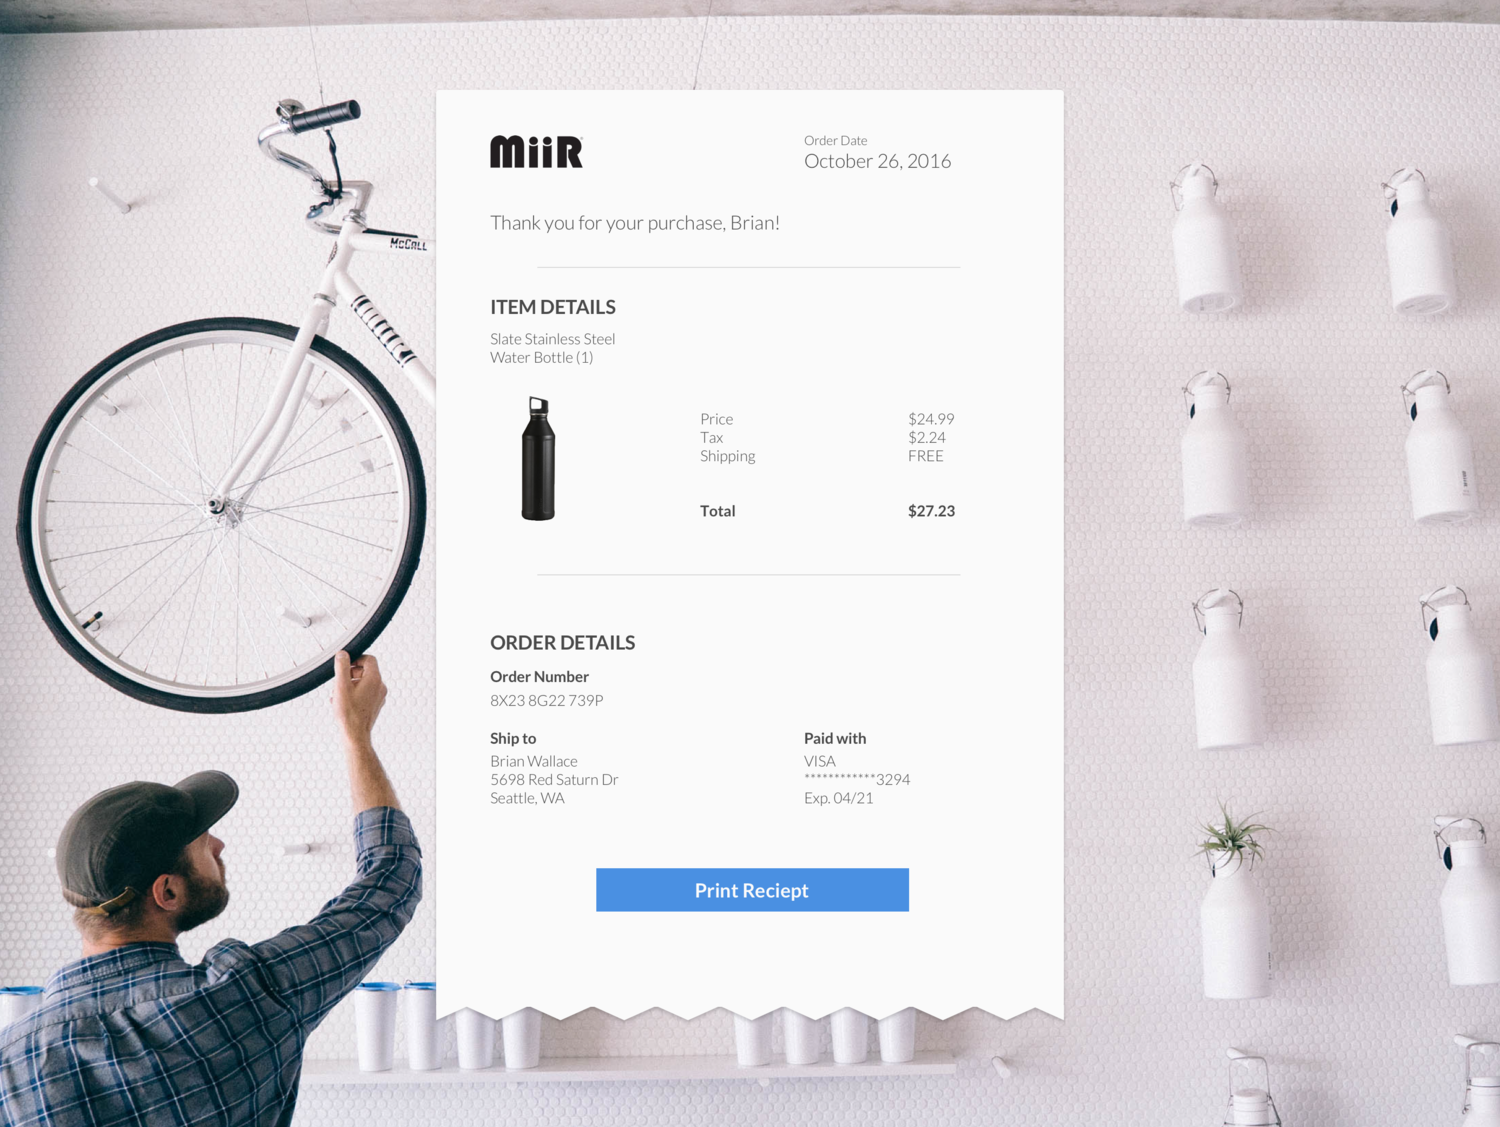 MiiR
Order Date
October 26, 2016
Thank you for your purchase, Brian!
McCall
ITEM DETAILS
Slate Stainless Steel
Water Bottle (1)
Price $24.99
Tax $2.24
Shipping FREE
Total $27.23
ORDER DETAILS
Order Number
8X23 8G22 739P
Ship to
Brian Wallace
5698 Red Saturn Dr
Seattle, WA
Paid with
VISA
************3294
Exp. 04/21
Print Reciept